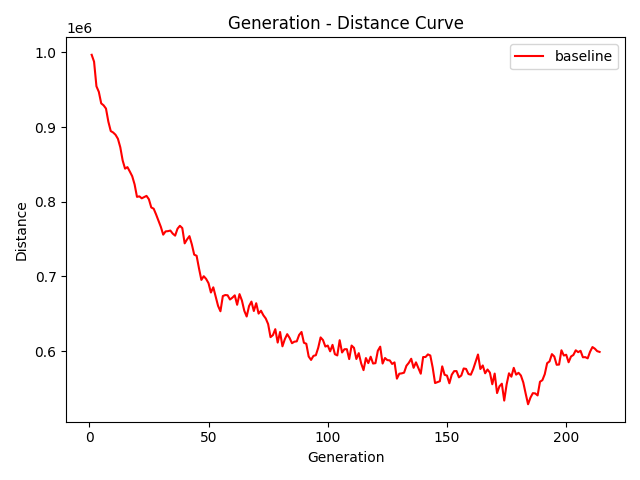 Generation - Distance Curve
1e6
baseline
1.0
0.9
0.8
0.7
0.6
Distance
0
50
100
150
200
Generation